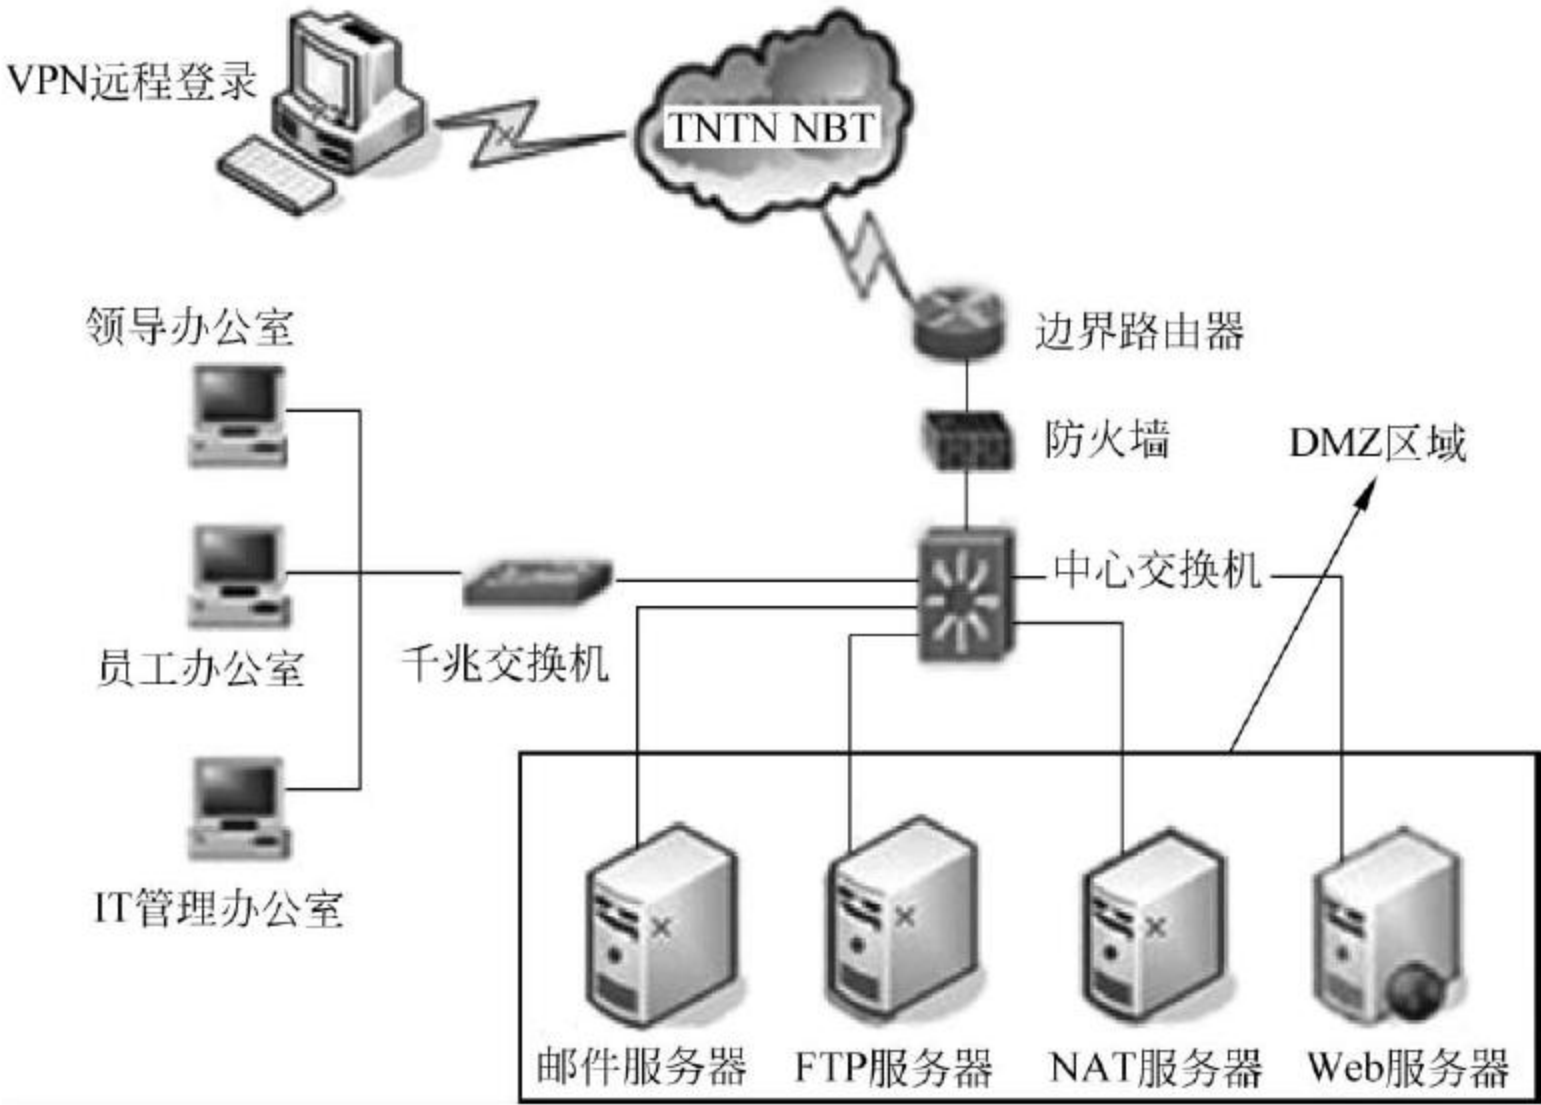 VPN远程登录
TNTN NBT
领导办公室
边界路由器
防火墙
DMZ区域
中心交换机
员工办公室
千兆交换机
IT管理办公室
邮件服务器
FTP服务器
NAT服务器
Web服务器